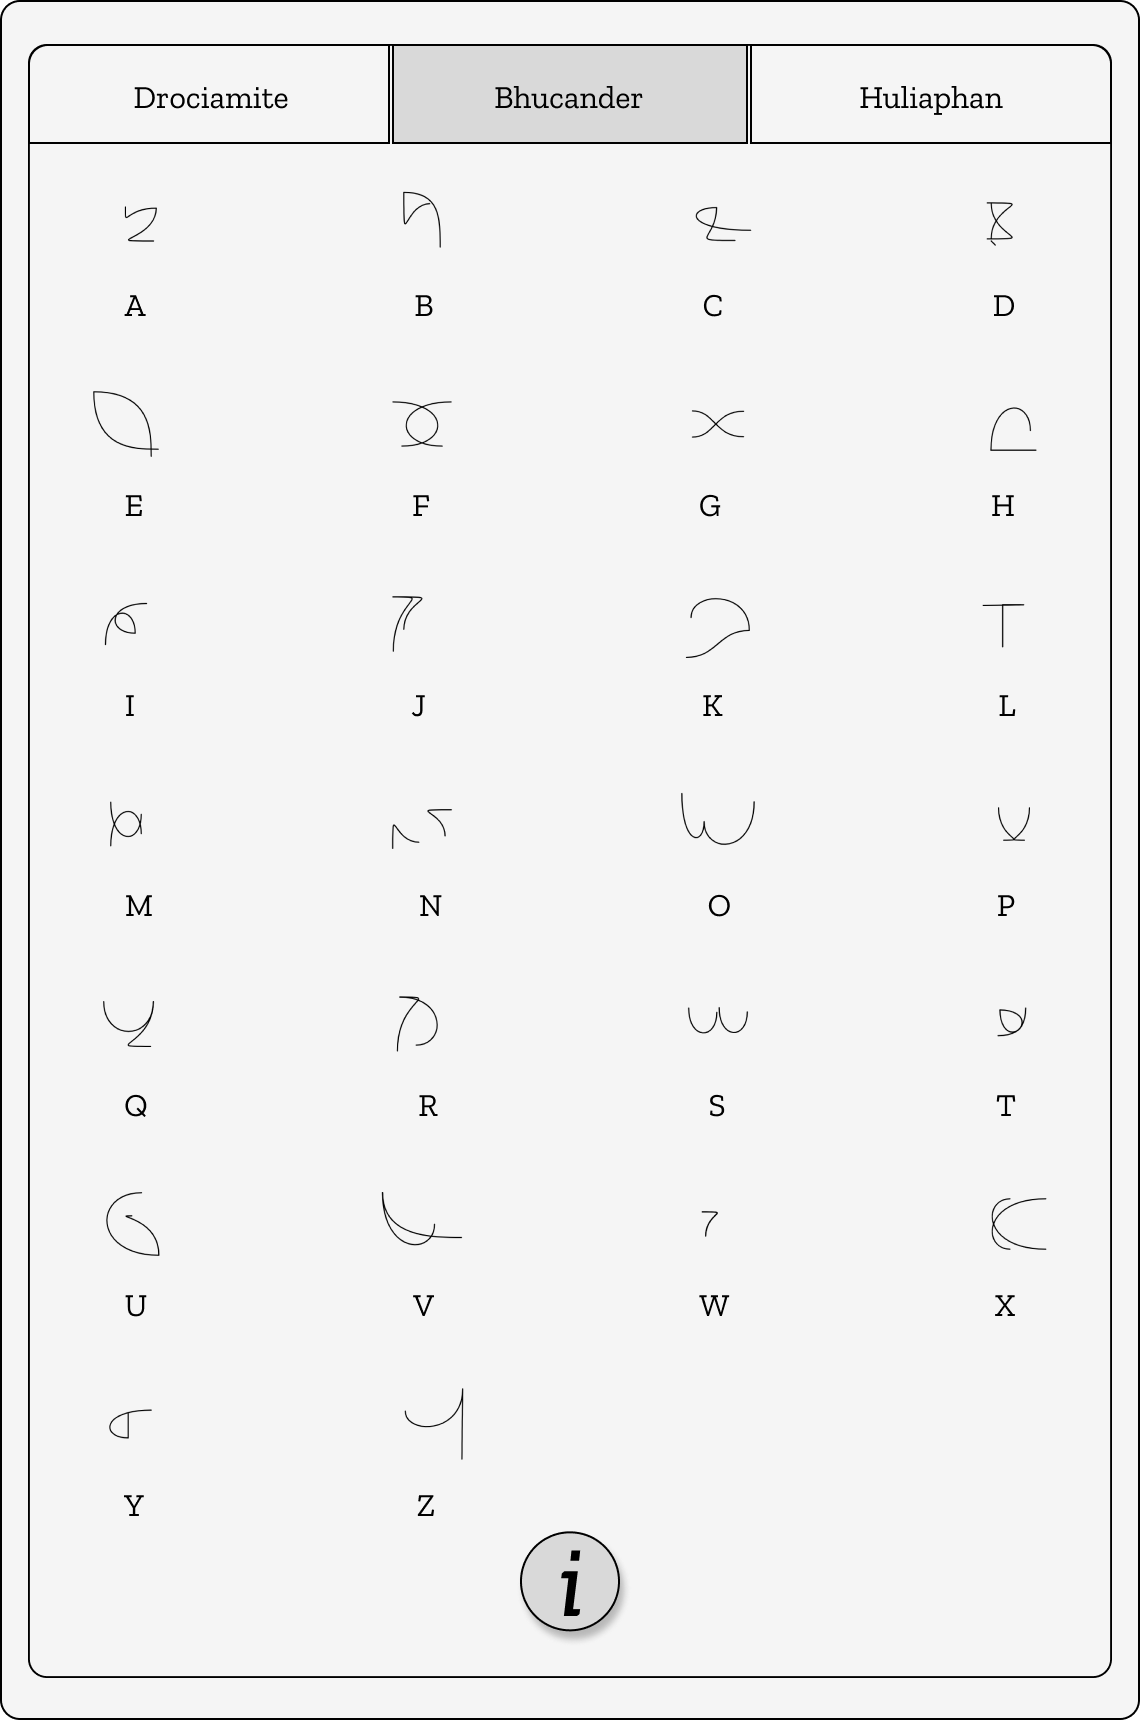 Drociamite Bhucander Huliaphan
A B C D
E F G H
I J K L
M N O P
Q R S T
U V W X
Y Z
i